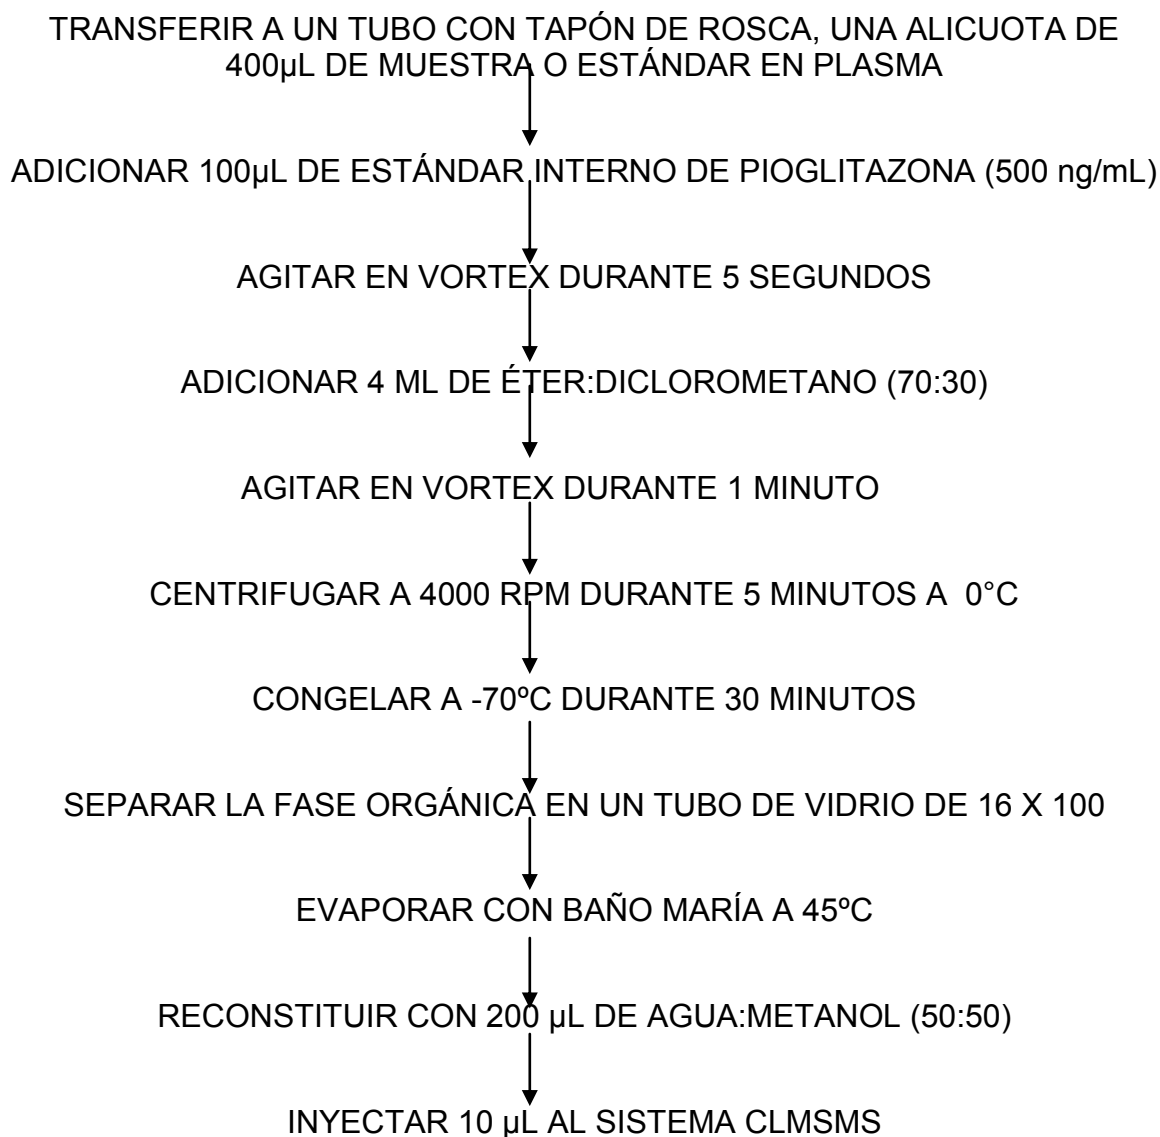 TRANSFERIR A UN TUBO CON TAPÓN DE ROSCA, UNA ALICUOTA DE
400µL DE MUESTRA O ESTÁNDAR EN PLASMA
ADICIONAR 100µL DE ESTÁNDAR INTERNO DE PIOGLITAZONA (500 ng/mL)
AGITAR EN VORTEX DURANTE 5 SEGUNDOS
ADICIONAR 4 ML DE ÉTER:DICLOROMETANO (70:30)
AGITAR EN VORTEX DURANTE 1 MINUTO
CENTRIFUGAR A 4000 RPM DURANTE 5 MINUTOS A 0°C
CONGELAR A -70ºC DURANTE 30 MINUTOS
SEPARAR LA FASE ORGÁNICA EN UN TUBO DE VIDRIO DE 16 X 100
EVAPORAR CON BAÑO MARÍA A 45ºC
RECONSTITUIR CON 200 µL DE AGUA:METANOL (50:50)
INYECTAR 10 µL AL SISTEMA CLMSMS